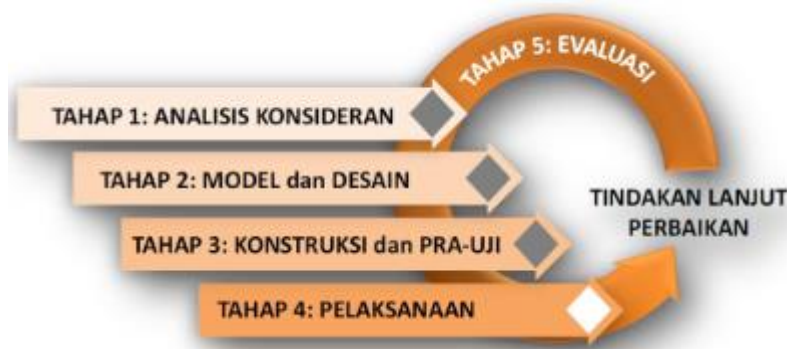 TAHAP 5: EVALUASI
TAHAP 1: ANALISIS KONSIDERAN
TAHAP 2: MODEL dan DESAIN
TAHAP 3: KONSTRUKSI dan PRA-UJI
TAHAP 4: PELAKSANAAN
TINDAKAN LANJUT
PERBAIKAN